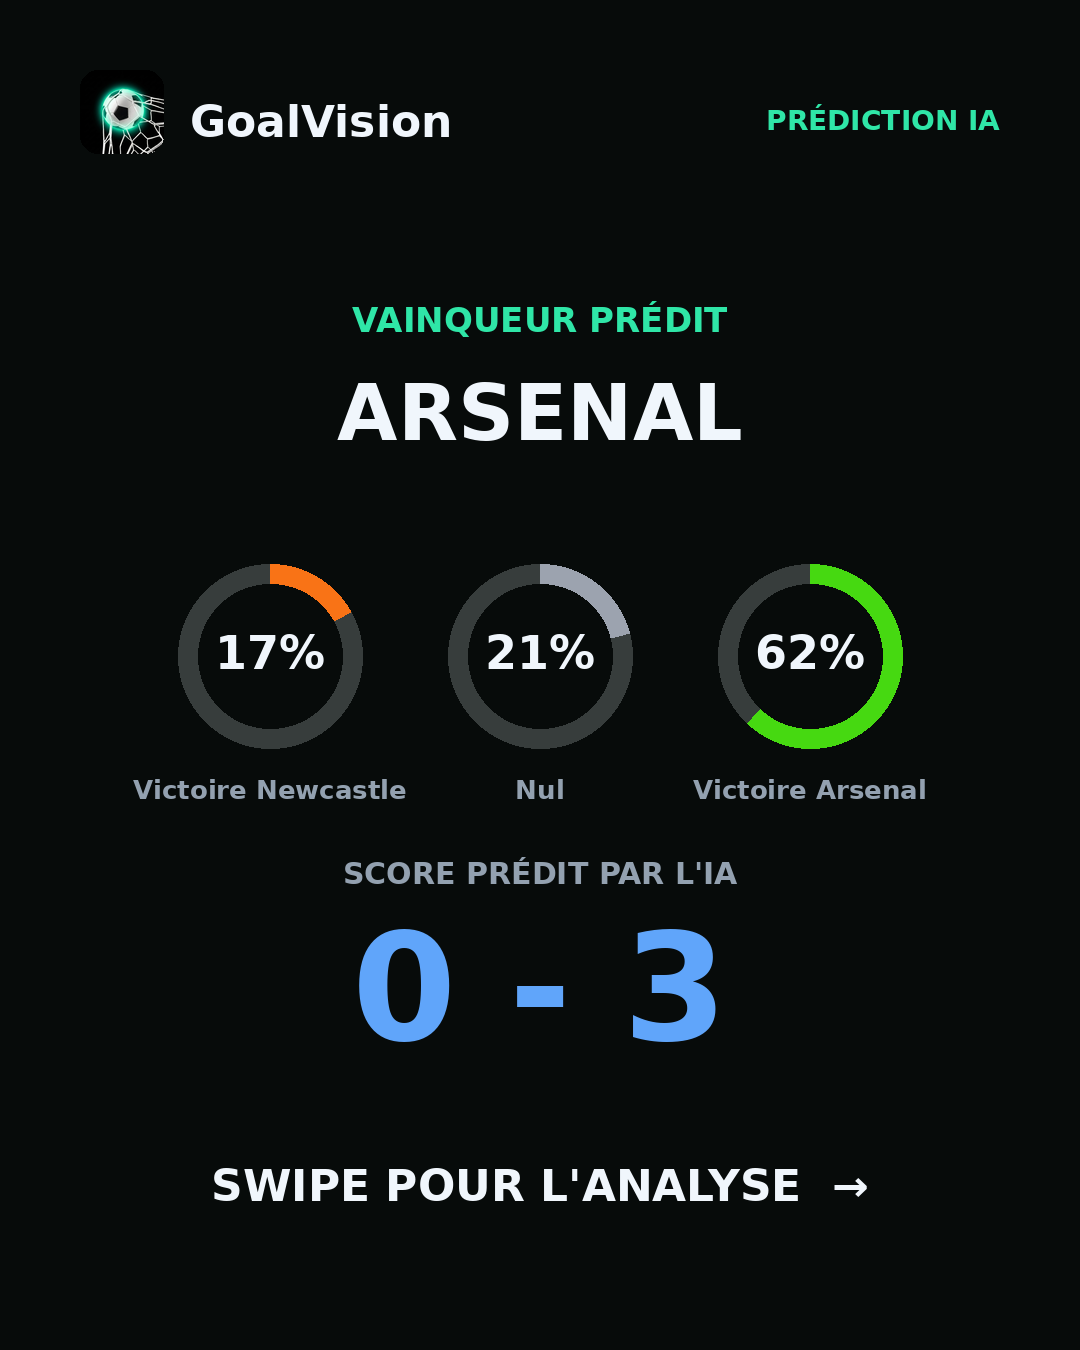 GoalVision
PRÉDICTION IA
VAINQUEUR PRÉDIT
ARSENAL
17%
21%
62%
Victoire Newcastle
Nul
Victoire Arsenal
SCORE PRÉDIT PAR L'IA
0 - 3
SWIPE POUR L'ANALYSE →